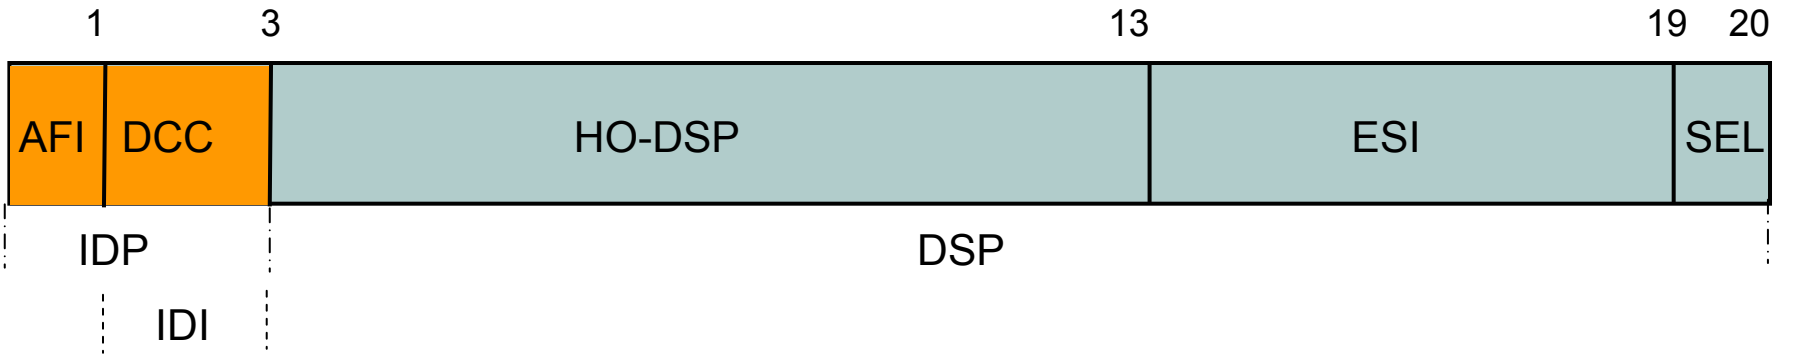 1 3 13 19 20
AFI DCC HO-DSP ESI SEL
IDP DSP
IDI